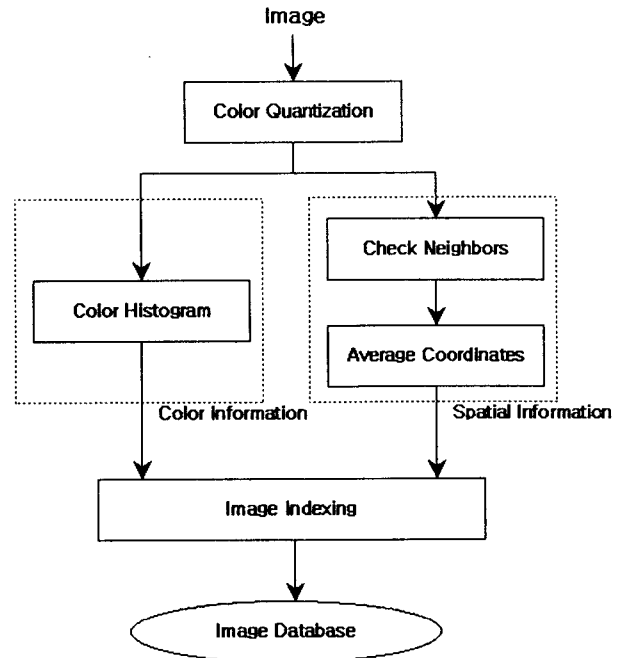 Image
Color Quantization
Check Neighbors
Color Histogram
Average Coordinates
Color Information
Spatial Information
Image Indexing
Image Database